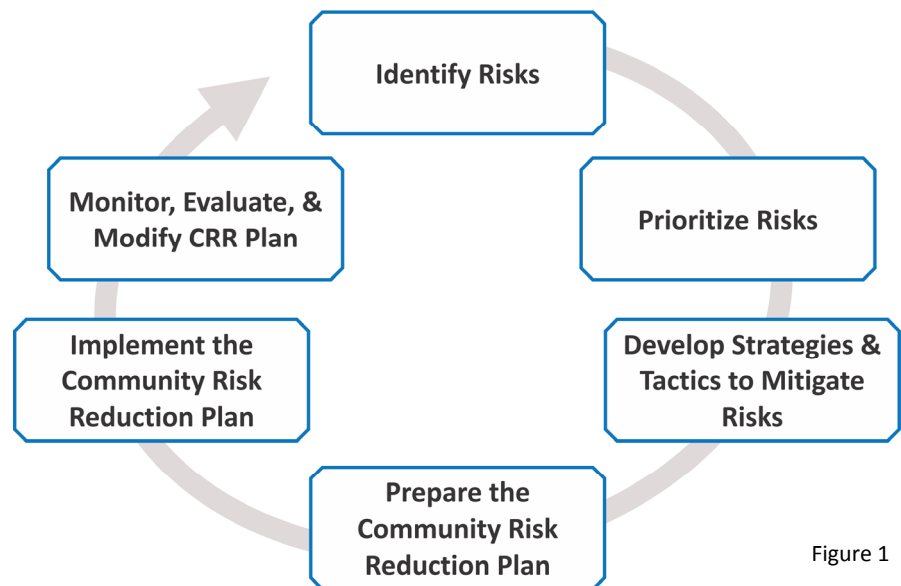 Identify Risks
Prioritize Risks
Develop Strategies &
Tactics to Mitigate
Risks
Prepare the
Community Risk
Reduction Plan
Implement the
Community Risk
Reduction Plan
Monitor, Evaluate, &
Modify CRR Plan
Figure 1